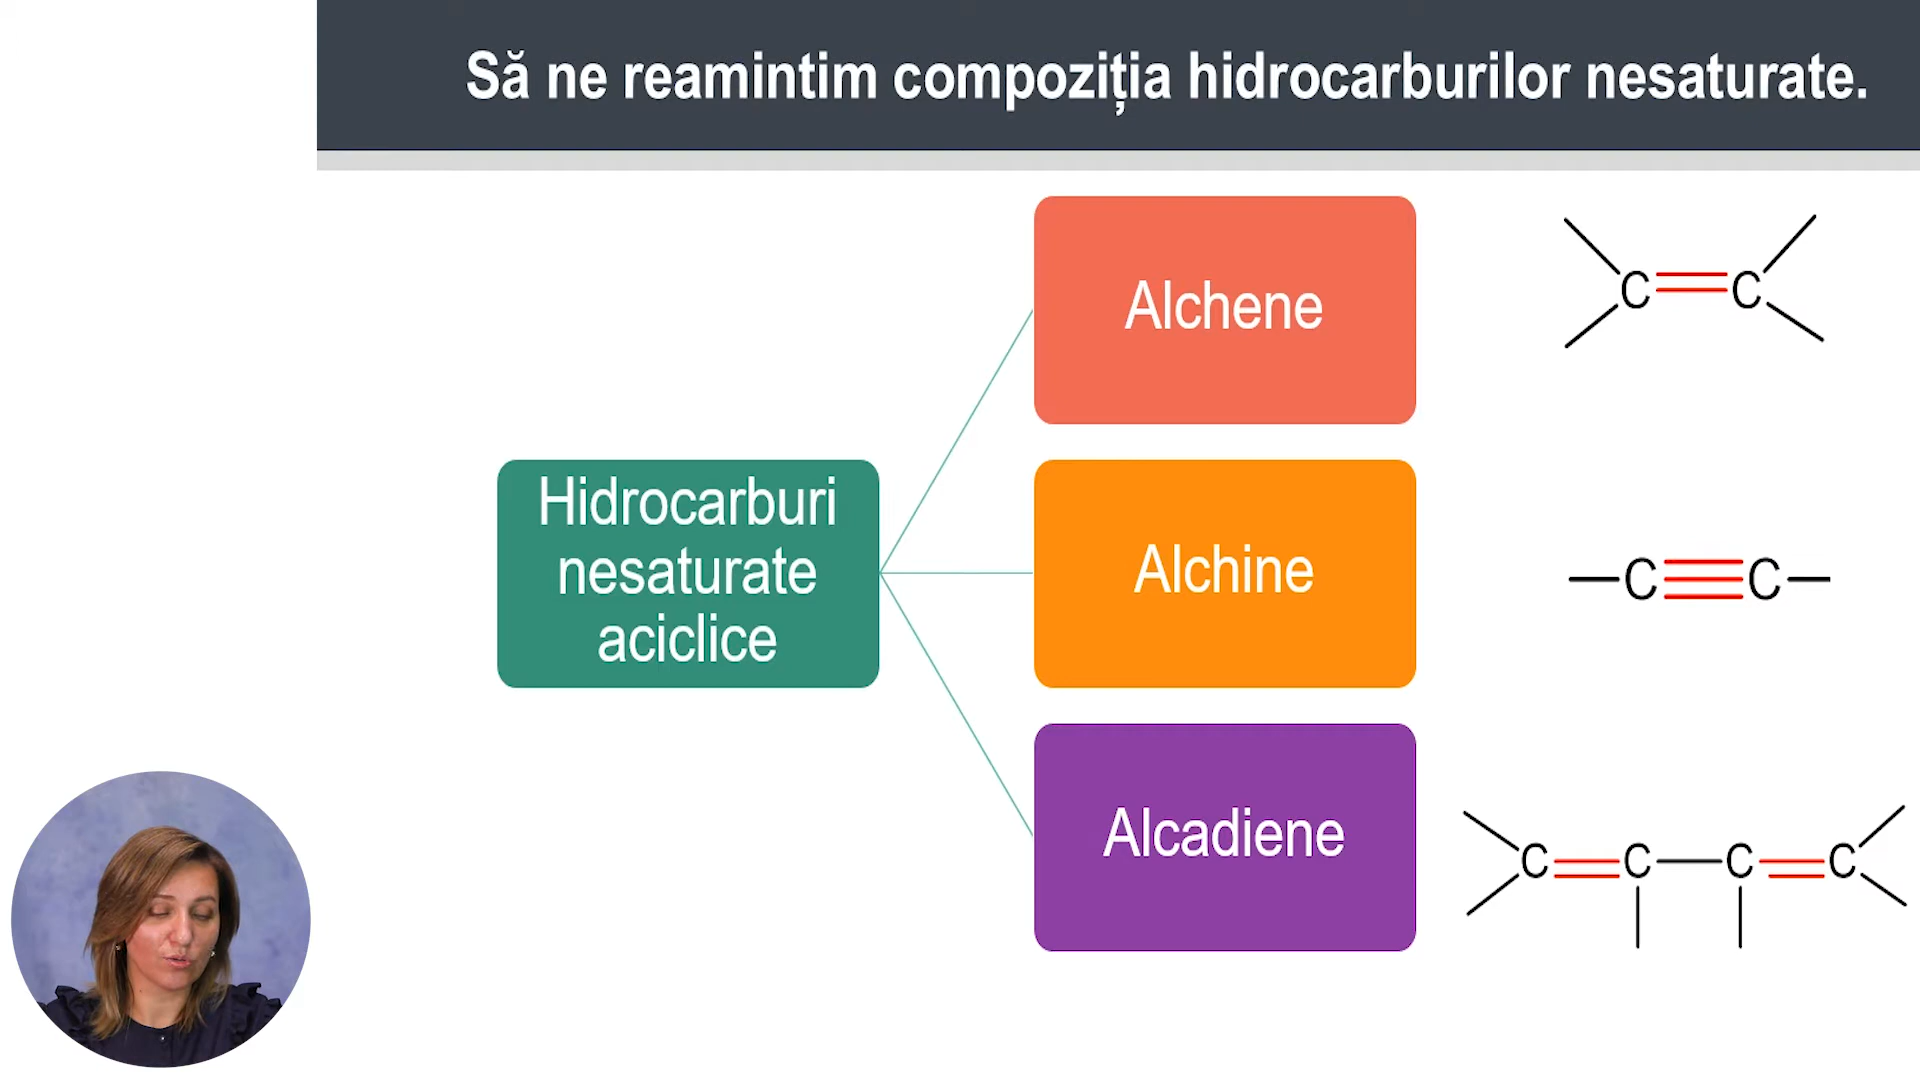 Să ne reamintim compoziția hidrocarburilor nesaturate.
Alchene
C C
Hidrocarburi
nesaturate
aciclice
Alchine
C C
Alcadiene
C C C C